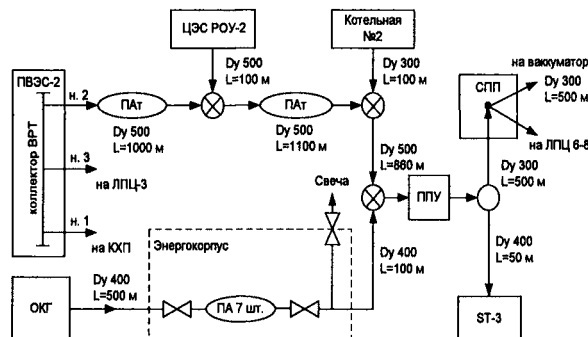 ЦЭС РОУ-2
Котельная
№2
ПВЭС-2
коллектор ВРТ
н. 2
н. 3
на ЛПЦ-3
н. 1
на КХП
ПАт
Dy 500
L=1000 м
Dy 500
L=100 м
ПАт
Dy 500
L=1100 м
Dy 300
L=100 м
Dy 500
L=860 м
на ваккуматор
Dy 300
L=500 м
СПП
на ЛПЦ 6-8
Dy 300
L=500 м
Свеча
ППУ
Энергокорпус
Dy 400
L=100 м
Dy 400
L=50 м
ОКГ
Dy 400
L=500 м
ПА 7 шт.
ST-3